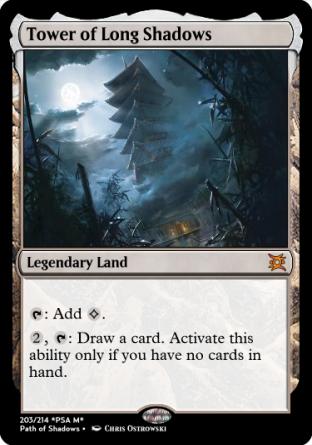 Tower of Long Shadows
Legendary Land
: Add .
2, : Draw a card. Activate this
ability only if you have no cards in
hand.
203/214 *PSA M*
Path of Shadows • Chris Ostrowski